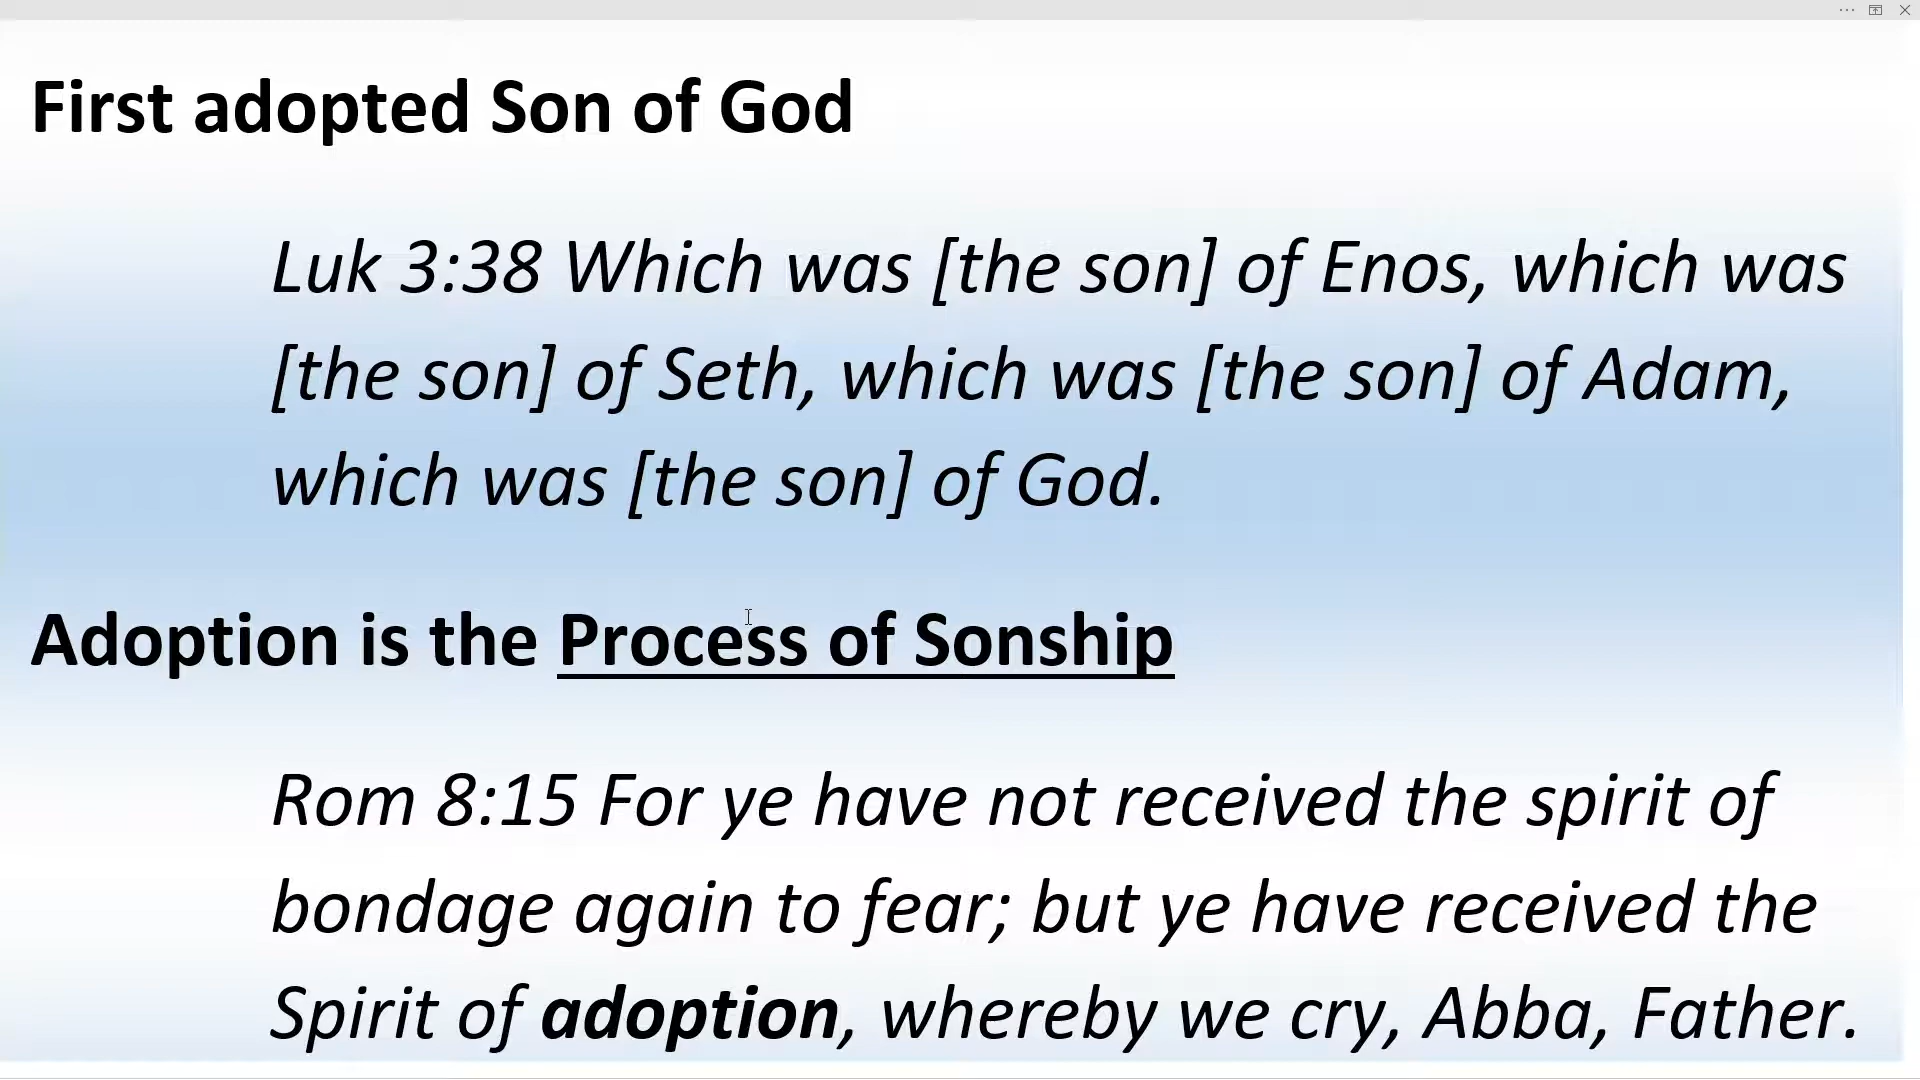 First adopted Son of God
Luk 3:38 Which was [the son] of Enos, which was
[the son] of Seth, which was [the son] of Adam,
which was [the son] of God.
Adoption is the Process of Sonship
Rom 8:15 For ye have not received the spirit of
bondage again to fear; but ye have received the
Spirit of adoption, whereby we cry, Abba, Father.